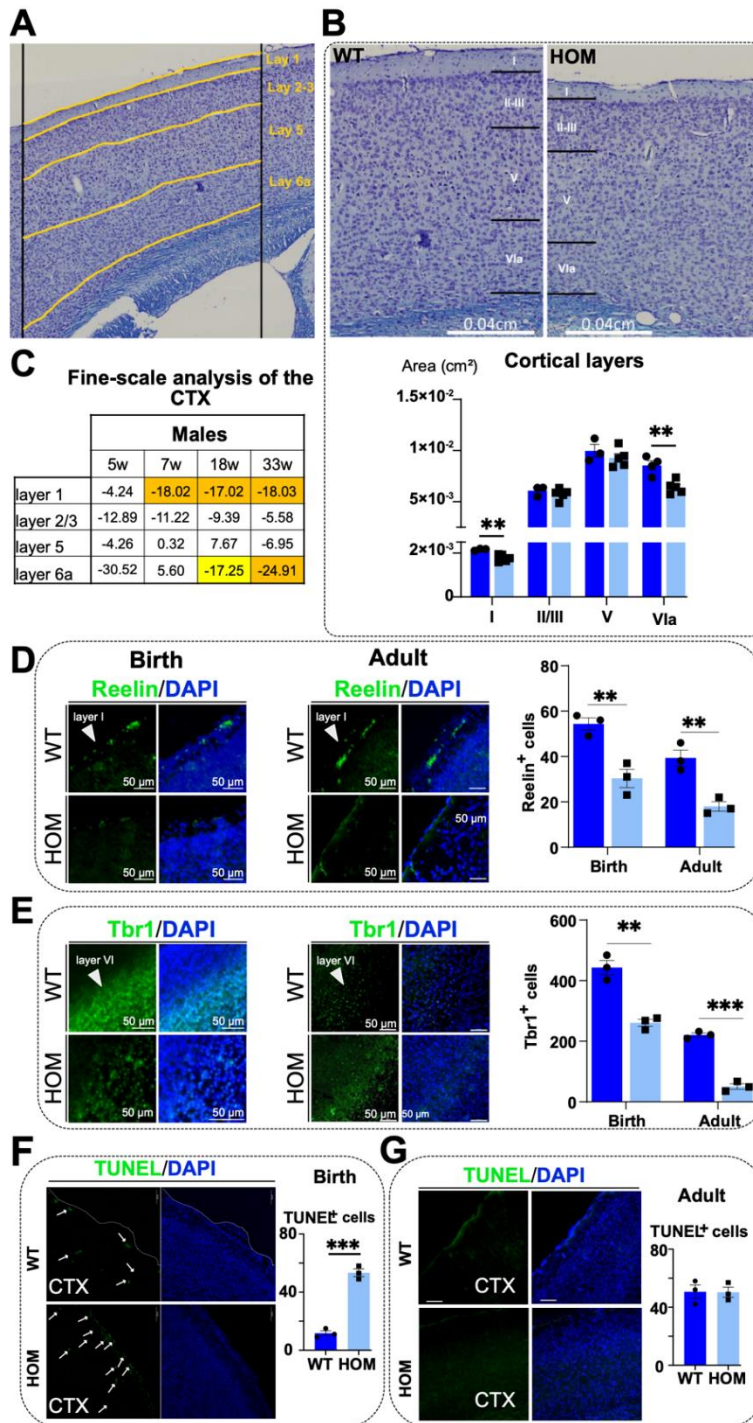 A
Lay 1
Lay 2-3
Lay 5
Lay 6a
B
WT
HOM
I
II-III
V
VIa
0.04cm
I
II-III
V
VIa
0.04cm
C
Fine-scale analysis of the
CTX
Males
5w 7w 18w 33w
layer 1 -4.24 -18.02 -17.02 -18.03
layer 2/3 -12.89 -11.22 -9.39 -5.58
layer 5 -4.26 0.32 7.67 -6.95
layer 6a -30.52 5.60 -17.25 -24.91
Area (cm²)
Cortical layers
1.5×10⁻²
1×10⁻²
5×10⁻³
2×10⁻³
0
**
**
I II/III V VIa
D
Birth
Adult
Reelin/DAPI
Reelin/DAPI
WT
HOM
layer I
50 µm
50 µm
50 µm
50 µm
WT
HOM
layer I
50 µm
50 µm
50 µm
Reelin⁺ cells
80
60
40
20
0
**
**
Birth Adult
E
Tbr1/DAPI
Tbr1/DAPI
WT
HOM
layer VI
50 µm
50 µm
50 µm
50 µm
WT
HOM
layer VI
50 µm
50 µm
Tbr1⁺ cells
600
400
200
0
**
***
Birth Adult
F
TUNEL/DAPI
WT
HOM
CTX
CTX
Birth
TUNEL⁺ cells
80
40
0
***
WT HOM
G
TUNEL/DAPI
WT
HOM
CTX
CTX
Adult
TUNEL⁺ cells
80
40
0
WT HOM